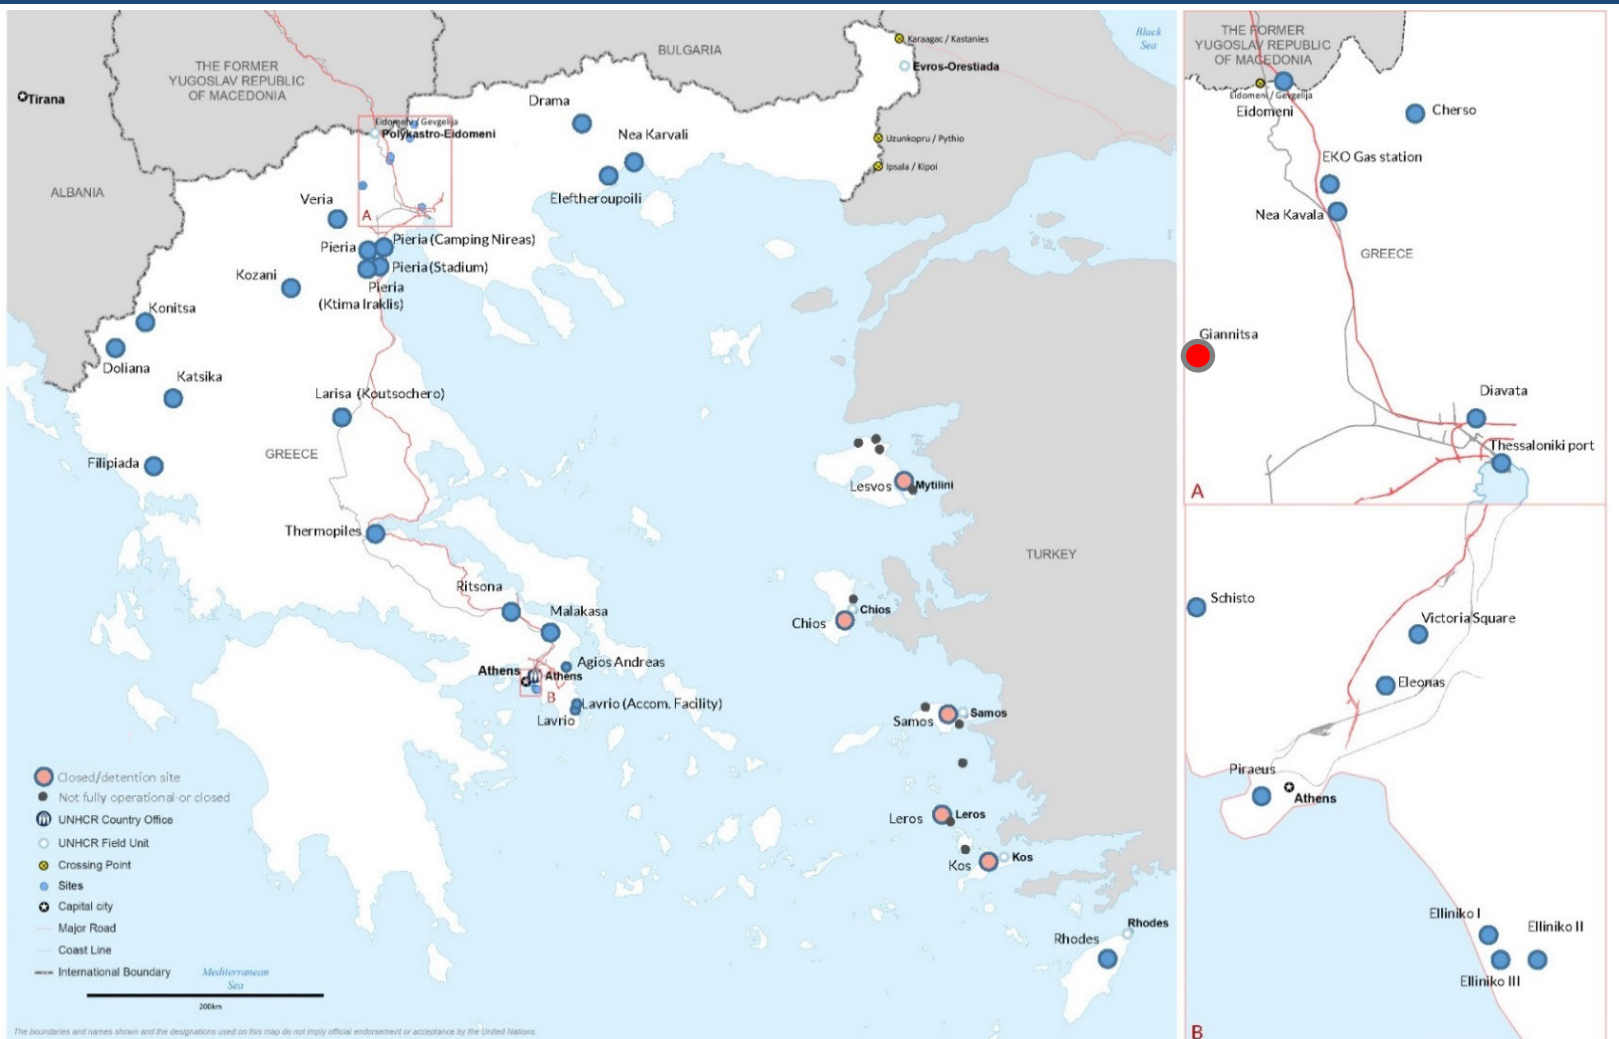 THE FORMER
YUGOSLAV REPUBLIC
OF MACEDONIA
BULGARIA
Black
Sea
Karaagac / Kastanies
Evros-Orestiada
Tirana
Drama
Eidomeni / Gevgelija
Polykastro-Eidomeni
Nea Karvali
Uzunkopru / Pythio
Ipsala / Kipoi
ALBANIA
Veria
Eleftheroupoili
A
Pieria
Pieria (Camping Nireas)
Pieria (Stadium)
Kozani
Pieria
(Ktima Iraklis)
Konitsa
Doliana
Katsika
Larisa (Koutsochero)
GREECE
Filipiada
Lesvos
Mytilini
Thermopiles
TURKEY
Ritsona
Malakasa
Chios
Chios
Agios Andreas
Athens
Athens
B
Lavrio (Accom. Facility)
Lavrio
Samos
Samos
Leros
Leros
Kos
Kos
Rhodes
Rhodes
Closed/detention site
Not fully operational or closed
UNHCR Country Office
UNHCR Field Unit
Crossing Point
Sites
Capital city
Major Road
Coast Line
International Boundary
Mediterranean
Sea
200km
The boundaries and names shown and the designations used on this map do not imply official endorsement or acceptance by the United Nations.
THE FORMER
YUGOSLAV REPUBLIC
OF MACEDONIA
Eidomeni / Gevgelija
Eidomeni
Cherso
EKO Gas station
Nea Kavala
GREECE
Giannitsa
Diavata
Thessaloniki port
A
Schisto
Victoria Square
Eleonas
Piraeus
Athens
Elliniko I
Elliniko II
Elliniko III
B